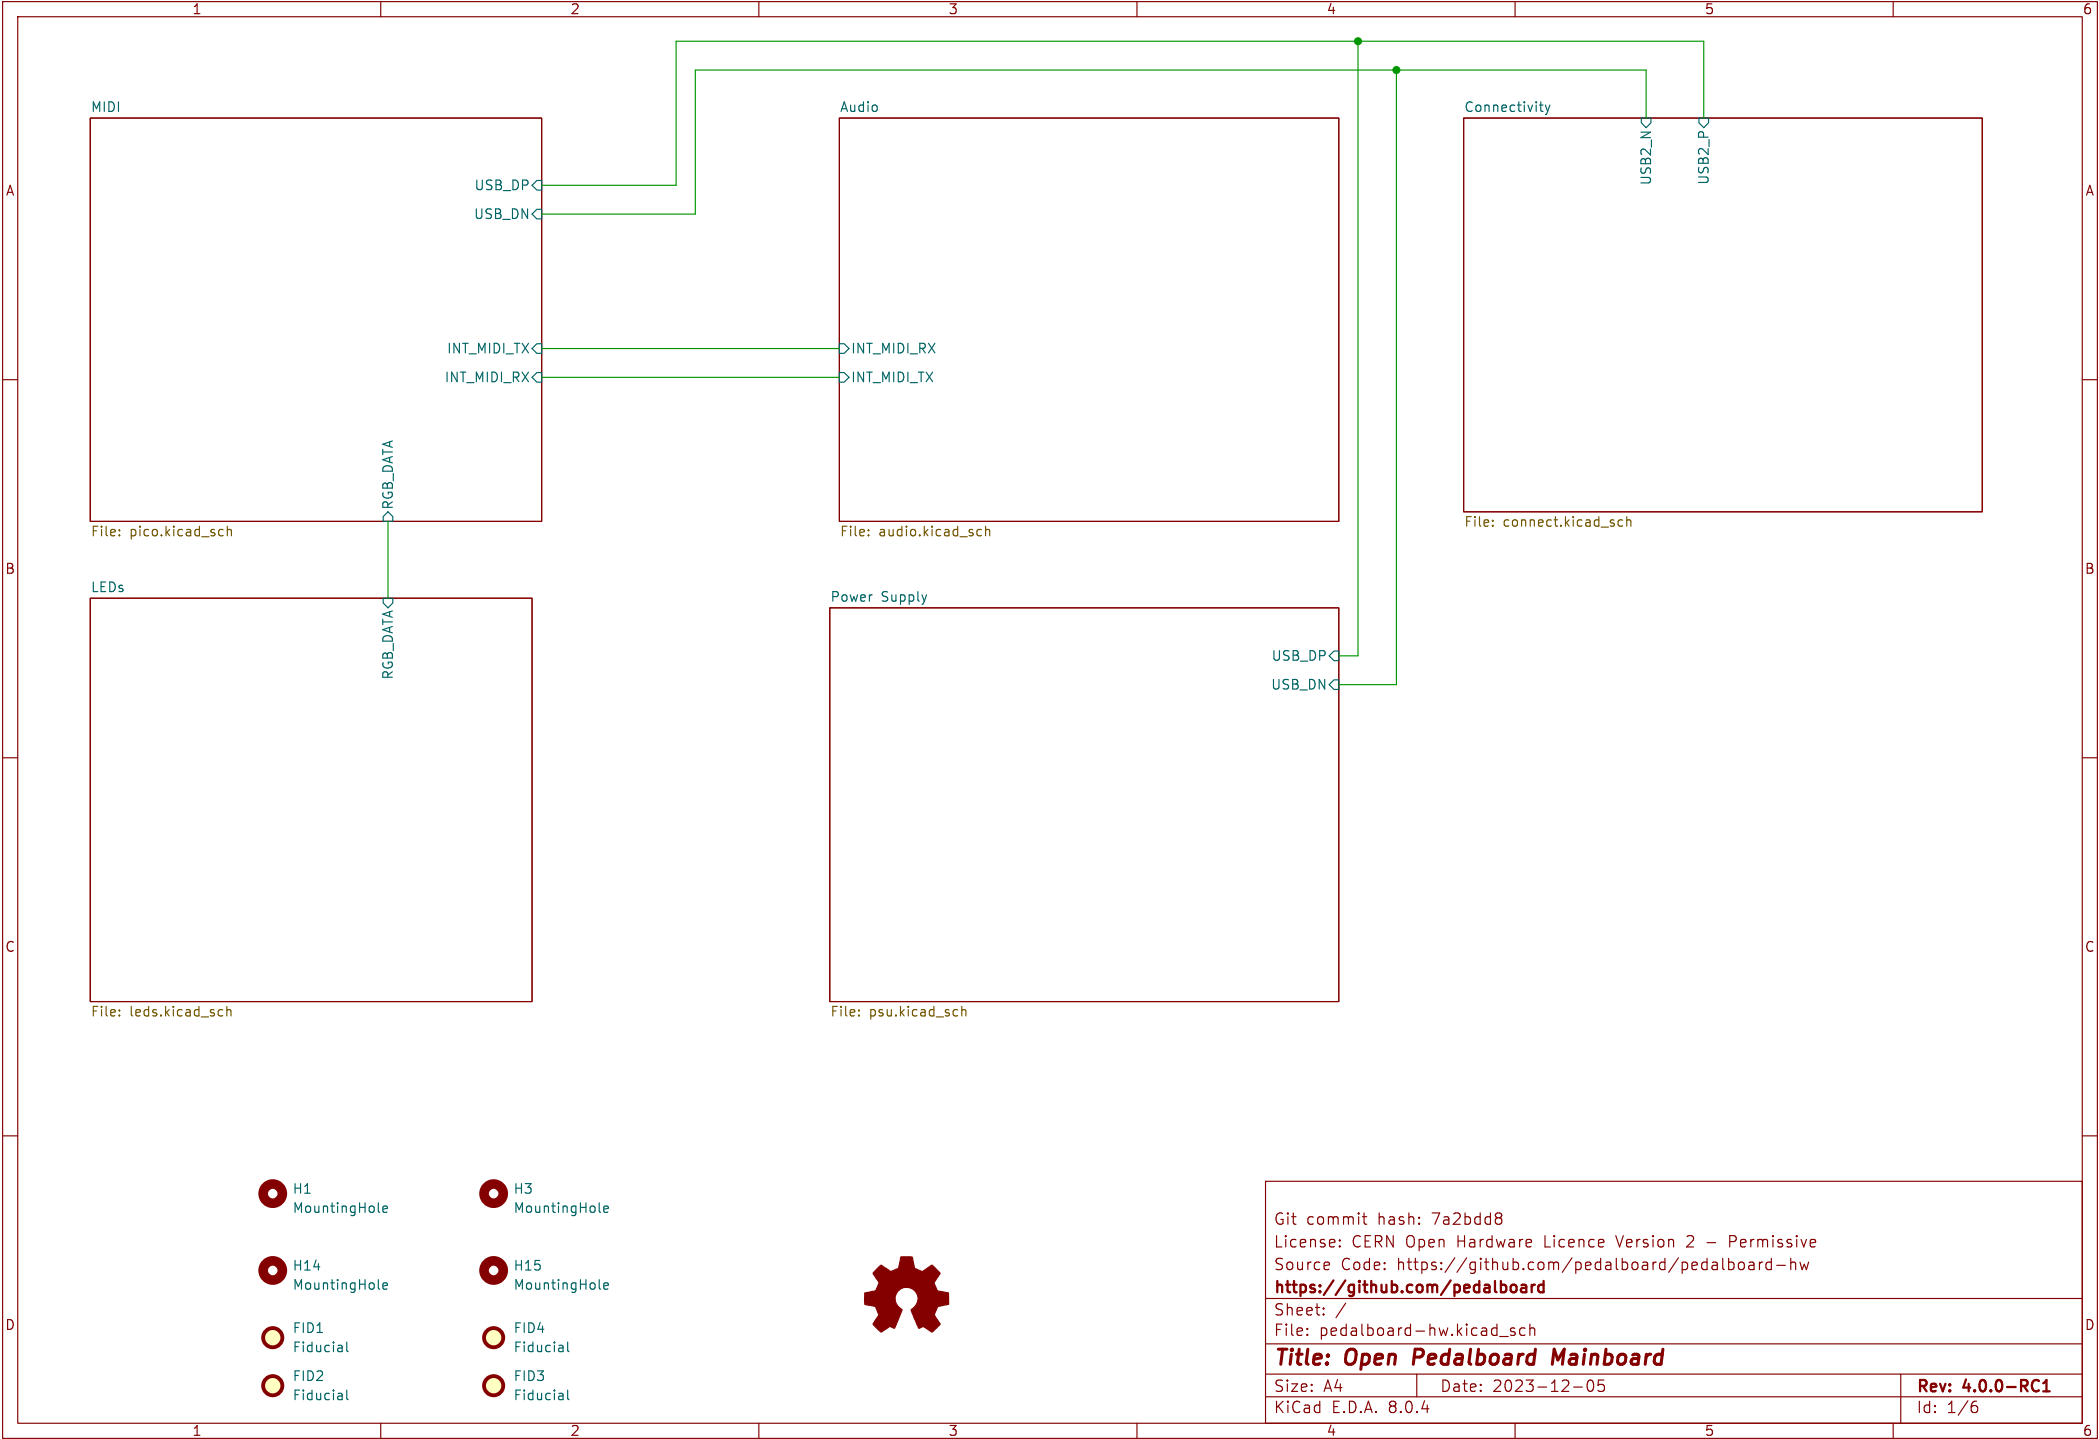 1 2 3 4 5 6
MIDI
Audio
Connectivity
USB2_N
USB2_P
A
A
USB_DP
USB_DN
INT_MIDI_TX
INT_MIDI_RX
INT_MIDI_RX
INT_MIDI_TX
RGB_DATA
File: pico.kicad_sch
File: audio.kicad_sch
File: connect.kicad_sch
B
B
LEDs
Power Supply
RGB_DATA
USB_DP
USB_DN
C
C
File: leds.kicad_sch
File: psu.kicad_sch
H1
MountingHole
H3
MountingHole
H14
MountingHole
H15
MountingHole
FID1
Fiducial
FID4
Fiducial
FID2
Fiducial
FID3
Fiducial
D
D
Git commit hash: 7a2bdd8
License: CERN Open Hardware Licence Version 2 - Permissive
Source Code: https://github.com/pedalboard/pedalboard-hw
https://github.com/pedalboard
Sheet: /
File: pedalboard-hw.kicad_sch
Title: Open Pedalboard Mainboard
Size: A4 Date: 2023-12-05 Rev: 4.0.0-RC1
KiCad E.D.A. 8.0.4 Id: 1/6
1 2 3 4 5 6